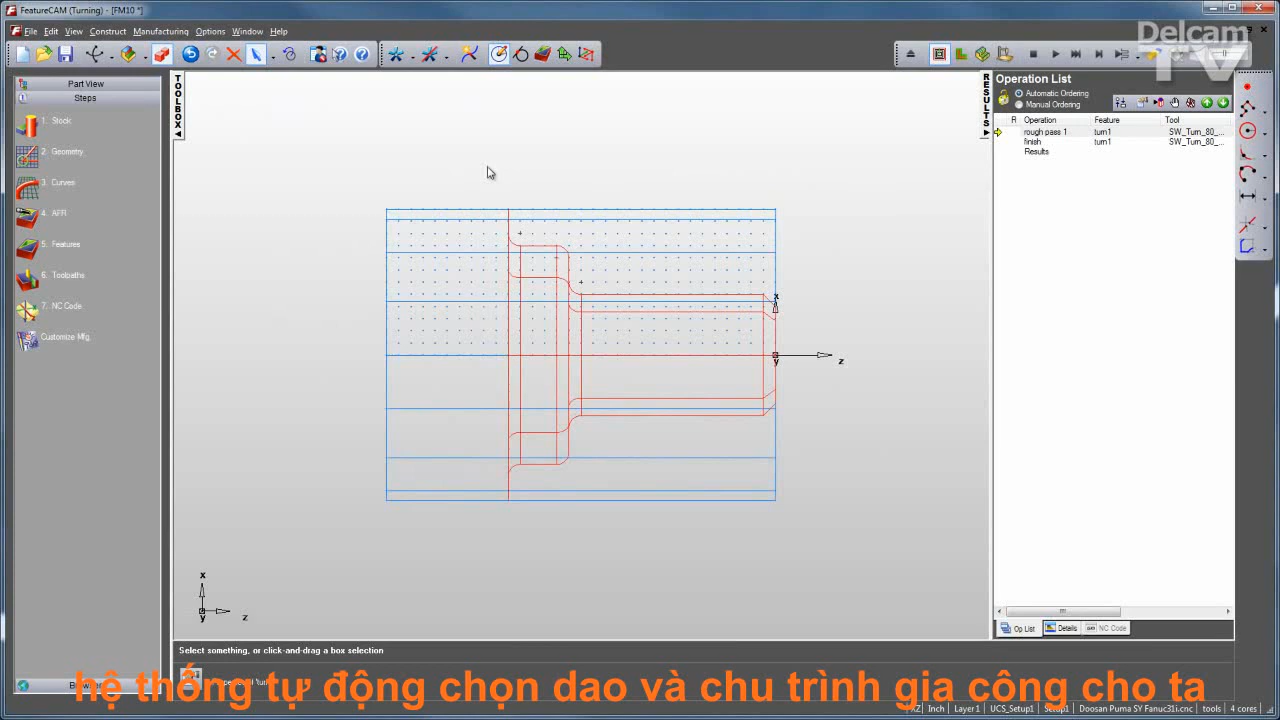 FeatureCAM (Turning) - [FM10 *]
File Edit View Construct Manufacturing Options Window Help
Delcam
TV
Part View
Steps
1. Stock
2. Geometry
3. Curves
4. AFR
5. Features
6. Toolpaths
7. NC Code
Customize Mfg.
TOOLBOX
RESULTS
Operation List
Automatic Ordering
Manual Ordering
R Operation Feature Tool
rough pass 1 turn1 SW_Turn_80_...
finish turn1 SW_Turn_80_...
Results
x
z
y
x
y
z
Op List Details NC Code
Select something, or click-and-drag a box selection
hệ thống tự động chọn dao và chu trình gia công cho ta
XZ Inch Layer1 UCS_Setup1 Setup1 Doosan Puma SY Fanuc31i.cnc tools 4 cores